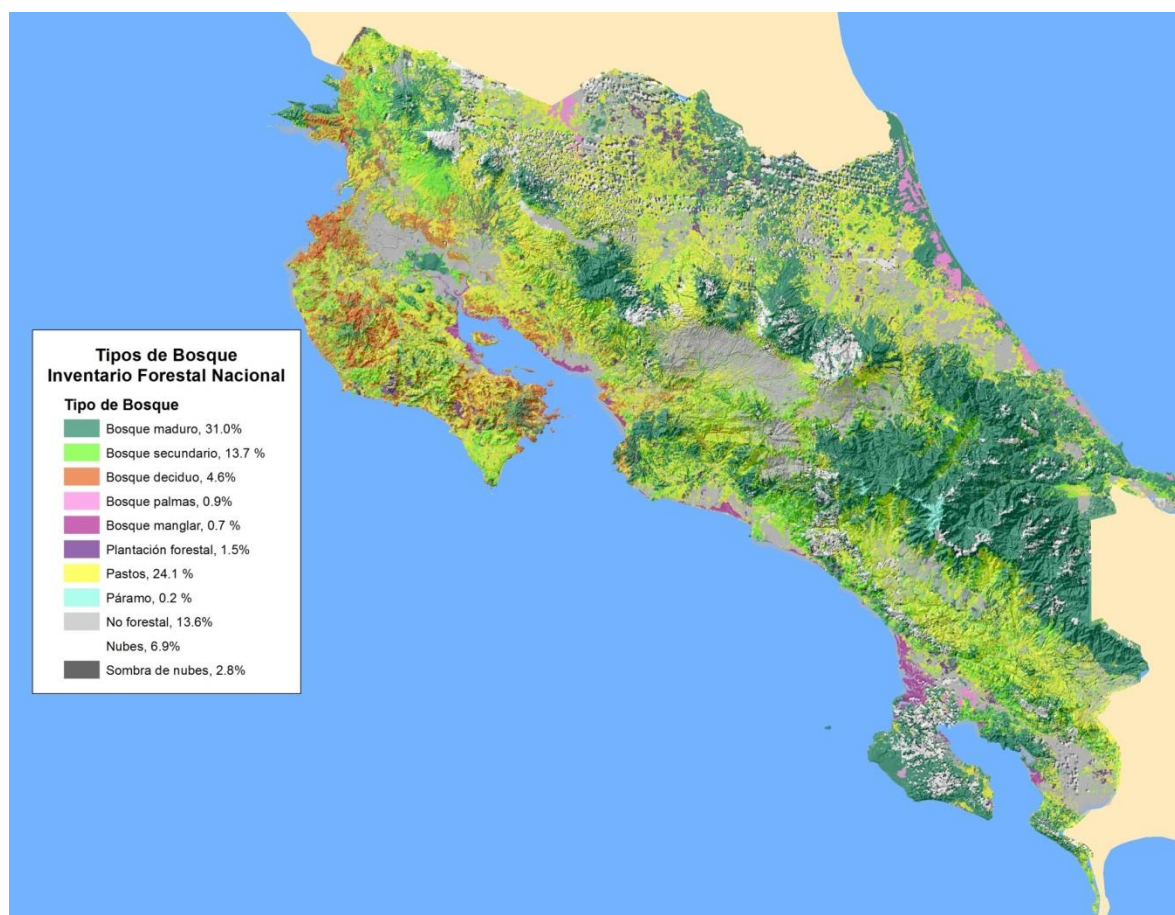 Tipos de Bosque
Inventario Forestal Nacional
Tipo de Bosque
Bosque maduro, 31.0%
Bosque secundario, 13.7 %
Bosque deciduo, 4.6%
Bosque palmas, 0.9%
Bosque manglar, 0.7 %
Plantación forestal, 1.5%
Pastos, 24.1 %
Páramo, 0.2 %
No forestal, 13.6%
Nubes, 6.9%
Sombra de nubes, 2.8%